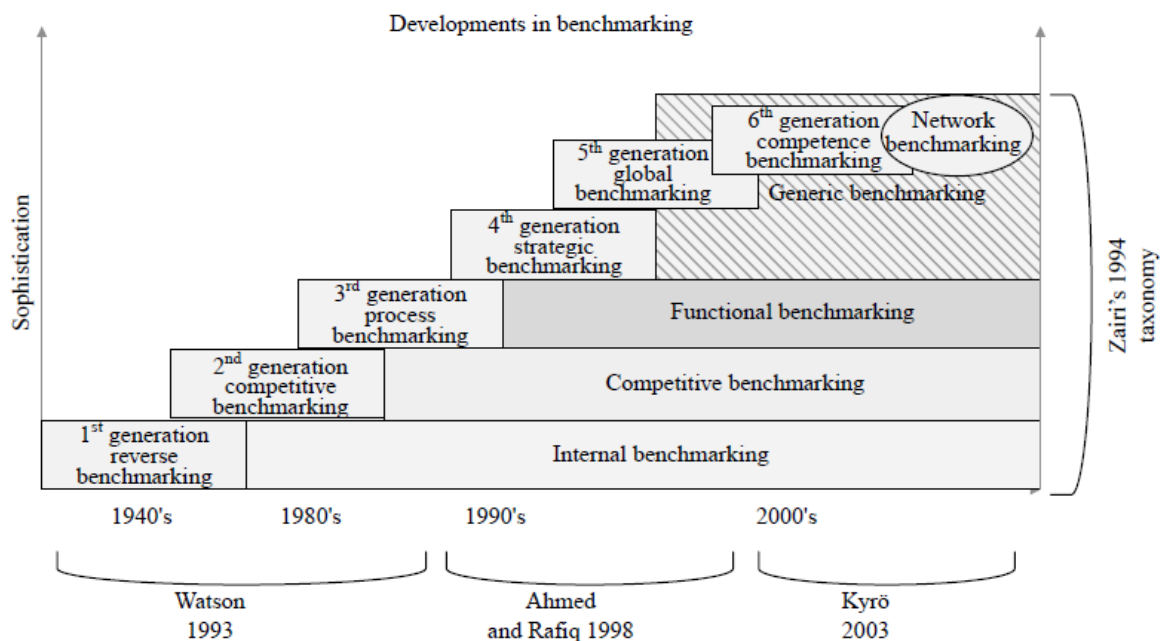 Developments in benchmarking
Sophistication
6th generation
competence
benchmarking
Network
benchmarking
5th generation
global
benchmarking
Generic benchmarking
4th generation
strategic
benchmarking
3rd generation
process
benchmarking
Functional benchmarking
2nd generation
competitive
benchmarking
Competitive benchmarking
1st generation
reverse
benchmarking
Internal benchmarking
Zairi's 1994
taxonomy
1940's
1980's
1990's
2000's
Watson
1993
Ahmed
and Rafiq 1998
Kyrö
2003